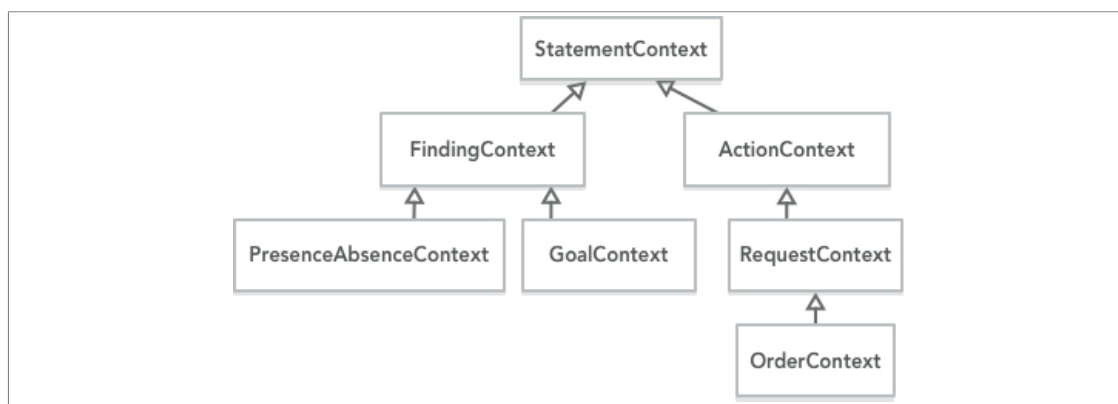 StatementContext
FindingContext
ActionContext
PresenceAbsenceContext
GoalContext
RequestContext
OrderContext